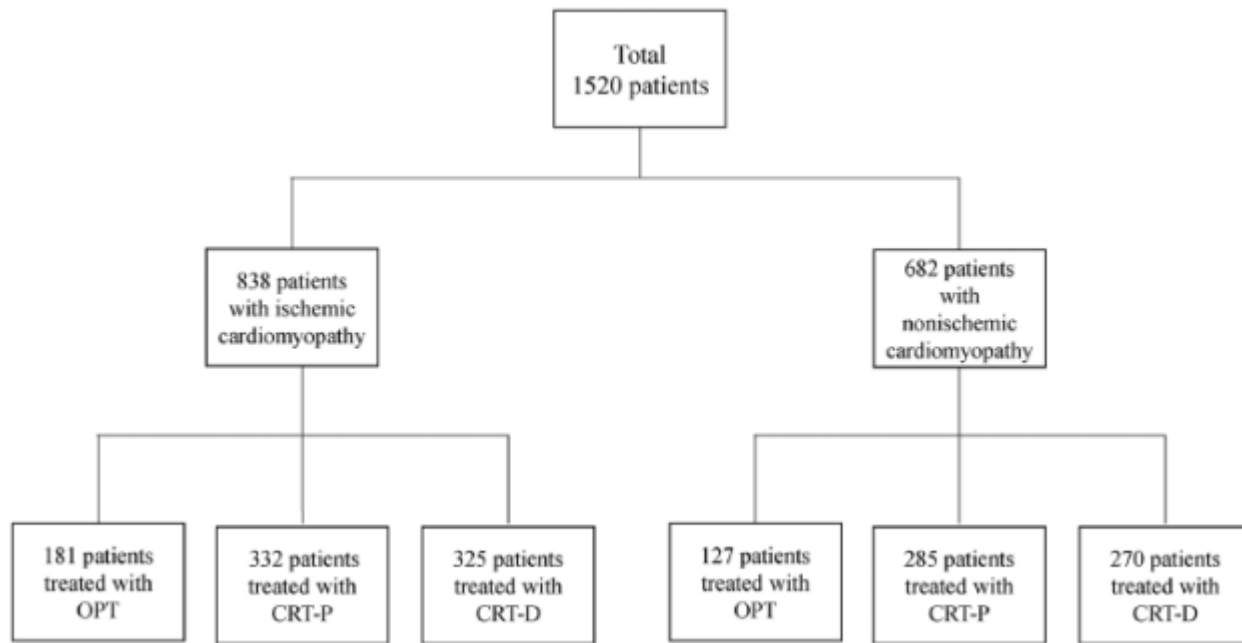 Total
1520 patients
838 patients
with ischemic
cardiomyopathy
682 patients
with
nonischemic
cardiomyopathy
181 patients
treated with
OPT
332 patients
treated with
CRT-P
325 patients
treated with
CRT-D
127 patients
treated with
OPT
285 patients
treated with
CRT-P
270 patients
treated with
CRT-D